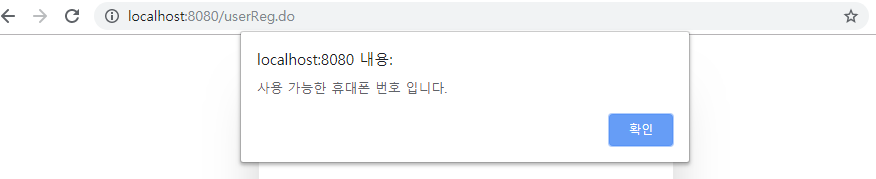 localhost:8080/userReg.do
localhost:8080 내용:
사용 가능한 휴대폰 번호 입니다.
확인